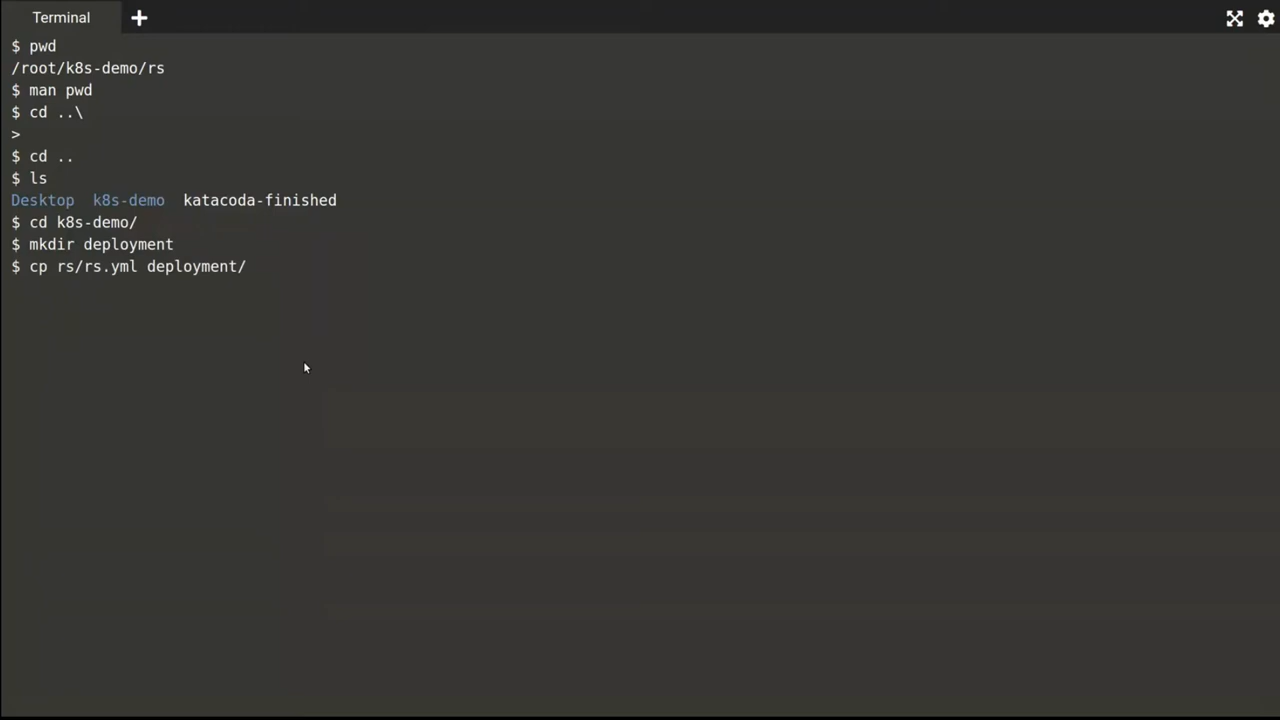 Terminal
$ pwd
/root/k8s-demo/rs
$ man pwd
$ cd ..\
>
$ cd ..
$ ls
Desktop  k8s-demo  katacoda-finished
$ cd k8s-demo/
$ mkdir deployment
$ cp rs/rs.yml deployment/